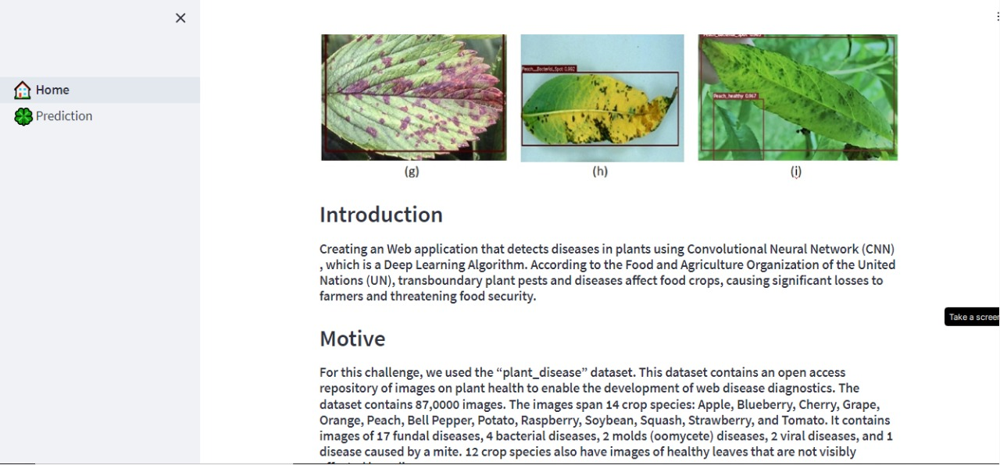 ×
Home
Prediction
Peach_Bacterial_Spot 0.992
Peach_healthy 0.967
(g)
(h)
(i)
Introduction
Creating an Web application that detects diseases in plants using Convolutional Neural Network (CNN)
, which is a Deep Learning Algorithm. According to the Food and Agriculture Organization of the United
Nations (UN), transboundary plant pests and diseases affect food crops, causing significant losses to
farmers and threatening food security.
Take a screen
Motive
For this challenge, we used the “plant_disease” dataset. This dataset contains an open access
repository of images on plant health to enable the development of web disease diagnostics. The
dataset contains 87,0000 images. The images span 14 crop species: Apple, Blueberry, Cherry, Grape,
Orange, Peach, Bell Pepper, Potato, Raspberry, Soybean, Squash, Strawberry, and Tomato. It contains
images of 17 fundal diseases, 4 bacterial diseases, 2 molds (oomycete) diseases, 2 viral diseases, and 1
disease caused by a mite. 12 crop species also have images of healthy leaves that are not visibly